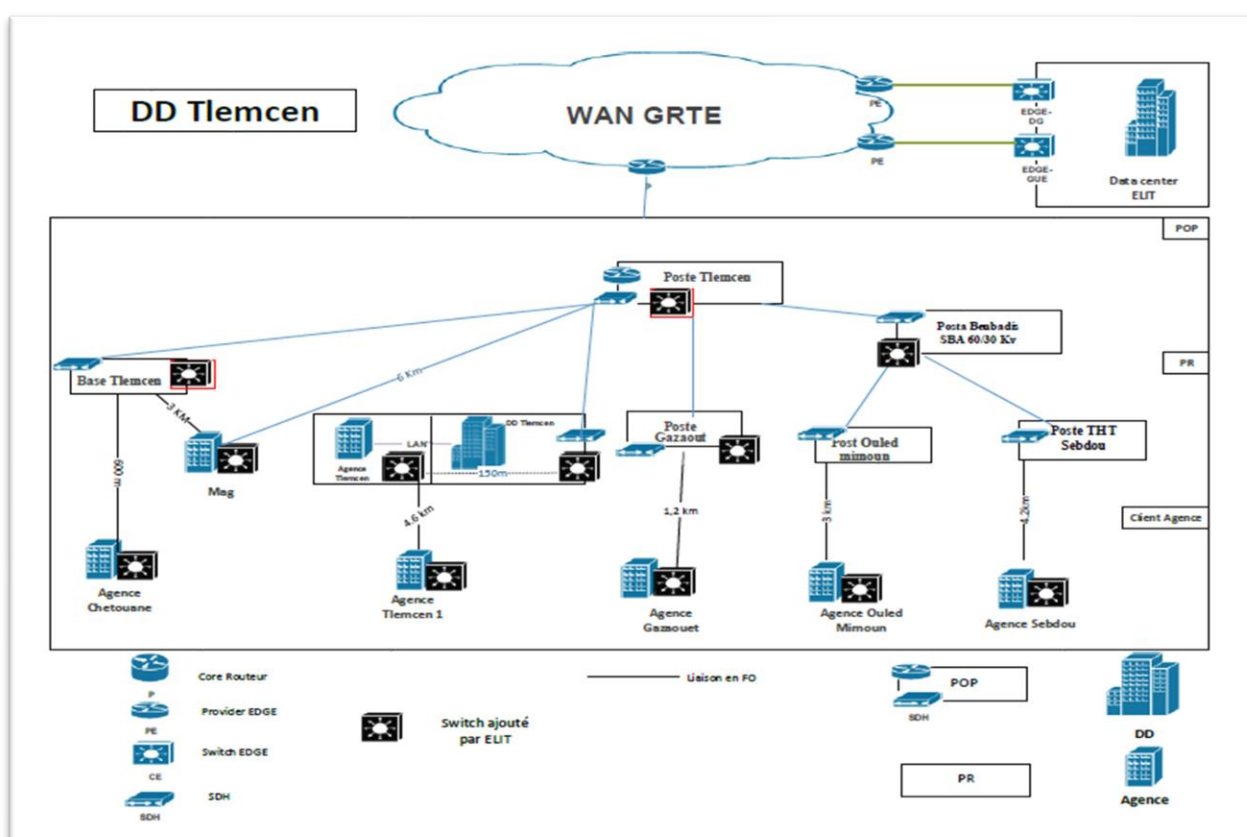 DD Tlemcen
WAN GRTE
PE
PE
P
EDGE-
DG
EDGE-
GUE
Data center
ELIT
POP
Poste Tlemcen
Posta Benbadis
SBA 60/30 Kv
PR
Base Tlemcen
6 Km
3 KM
600 m
Mag
DD Tlemcen
LAN
Agence
Tlemcen
150m
4.6 km
Poste
Gazaout
1,2 km
Post Ouled
mimoun
3 km
Poste THT
Sebdou
4.2km
Client Agence
Agence
Chetouane
Agence
Tlemcen 1
Agence
Gazaouet
Agence Ouled
Mimoun
Agence Sebdou
Core Routeur
P
Provider EDGE
PE
Switch EDGE
CE
SDH
SDH
Switch ajouté
par ELIT
Liaison en FO
POP
SDH
PR
DD
Agence